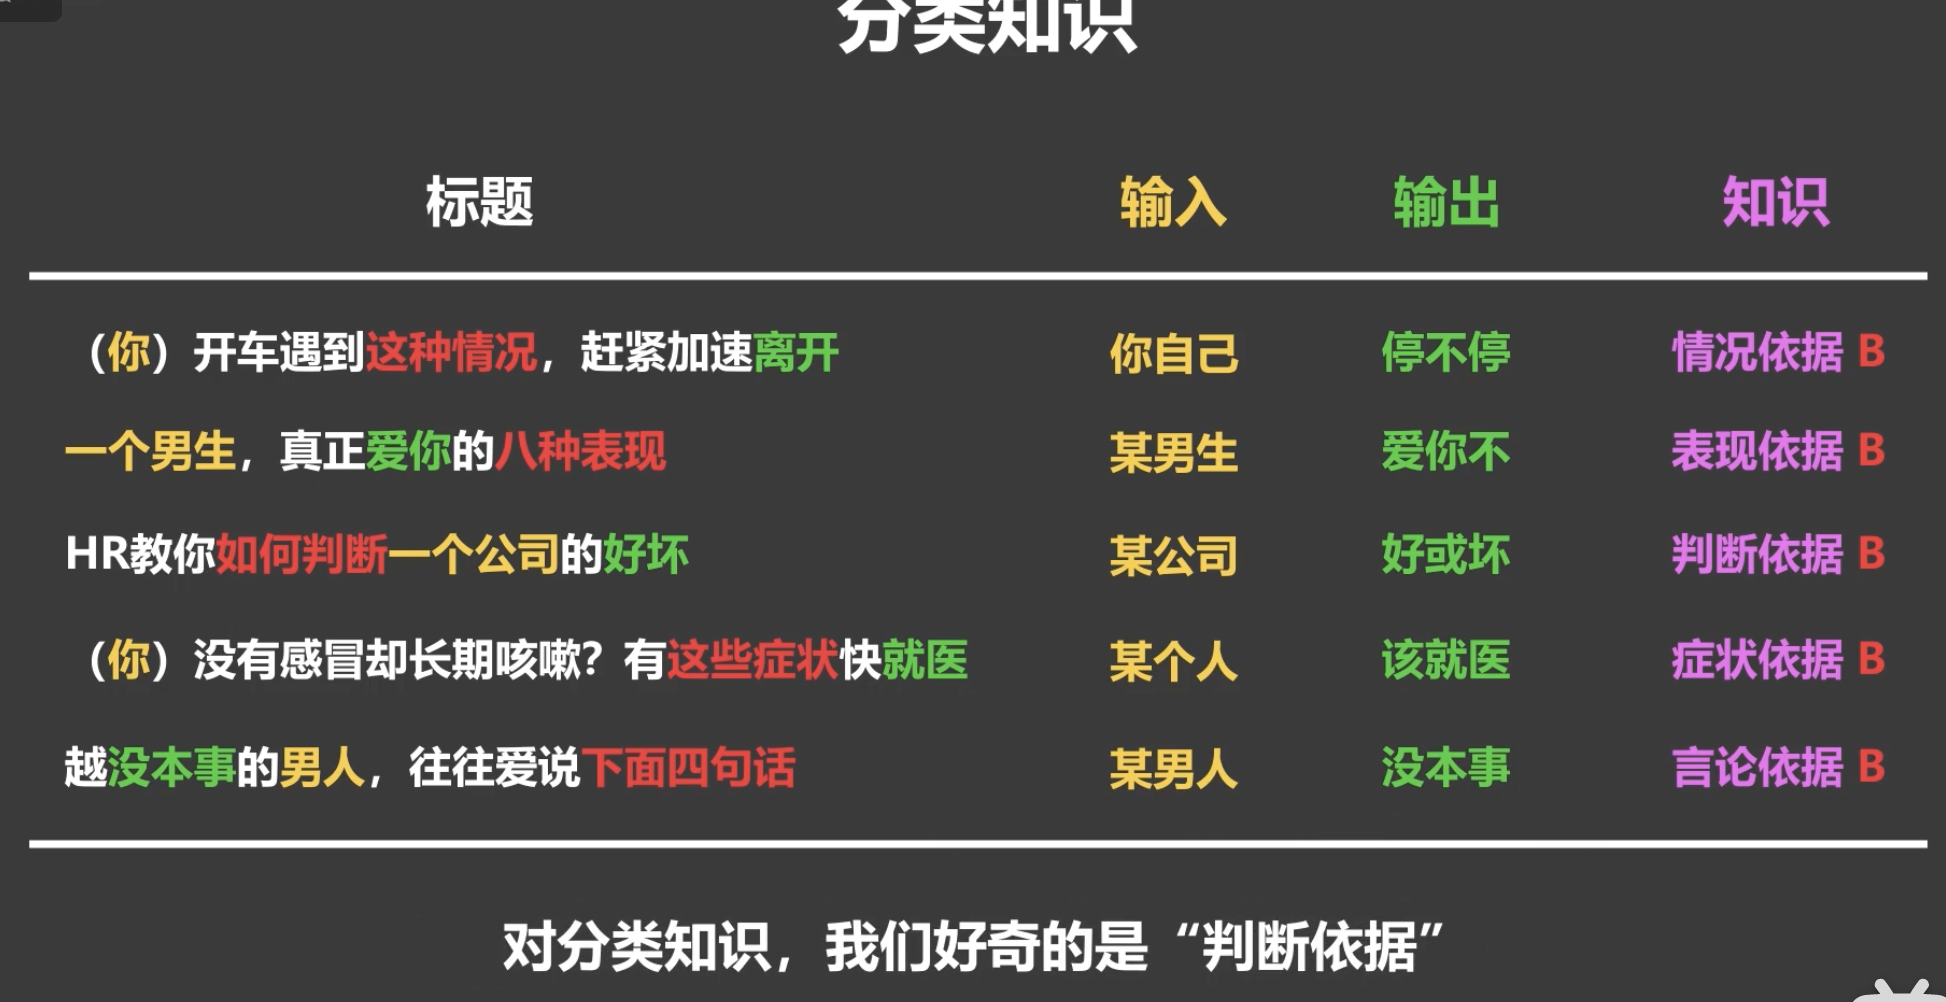 分类知识
标题 输入 输出 知识
（你）开车遇到这种情况，赶紧加速离开 你自己 停不停 情况依据 B
一个男生，真正爱你的八种表现 某男生 爱你不 表现依据 B
HR教你如何判断一个公司的好坏 某公司 好或坏 判断依据 B
（你）没有感冒却长期咳嗽？有这些症状快就医 某个人 该就医 症状依据 B
越没本事的男人，往往爱说下面四句话 某男人 没本事 言论依据 B
对分类知识，我们好奇的是“判断依据”